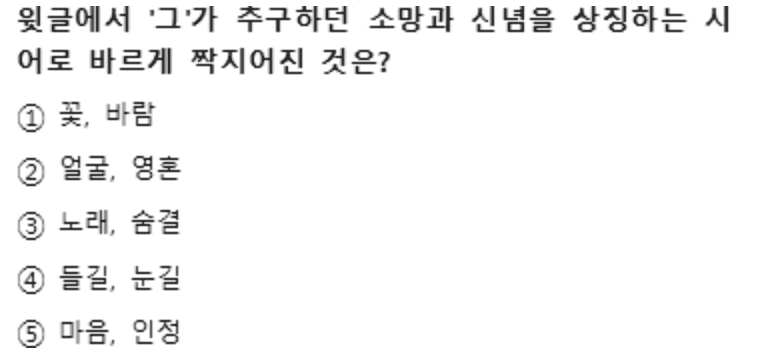 윗글에서 '그'가 추구하던 소망과 신념을 상징하는 시
어로 바르게 짝지어진 것은?
① 꽃, 바람
② 얼굴, 영혼
③ 노래, 숨결
④ 들길, 눈길
⑤ 마음, 인정